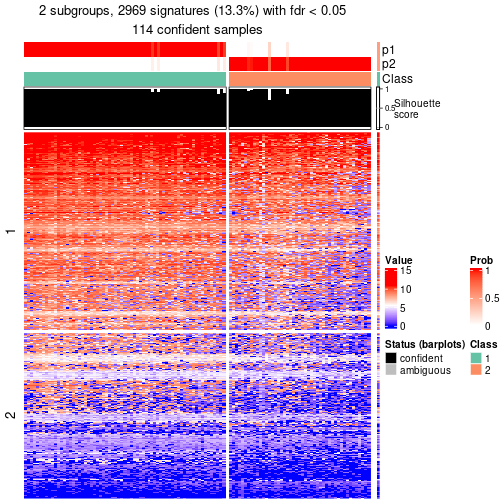 2 subgroups, 2969 signatures (13.3%) with fdr < 0.05
114 confident samples
p1
p2
Class
1
0.5
0
Silhouette
score
1
2
Value
15
10
5
0
Prob
1
0.5
0
Status (barplots)
confident
ambiguous
Class
1
2